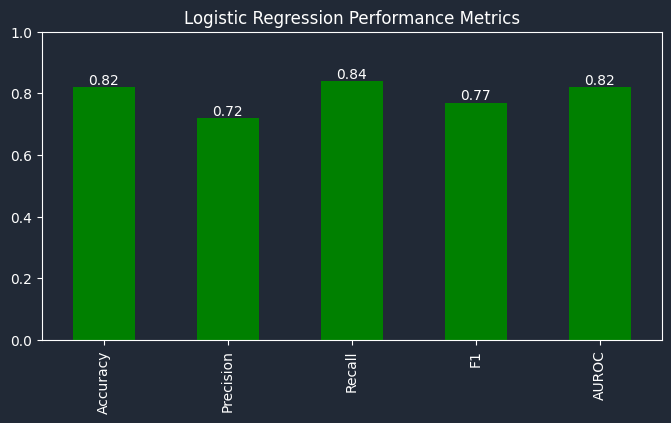 Logistic Regression Performance Metrics
1.0
0.8
0.6
0.4
0.2
0.0
0.82
0.72
0.84
0.77
0.82
Accuracy
Precision
Recall
F1
AUROC